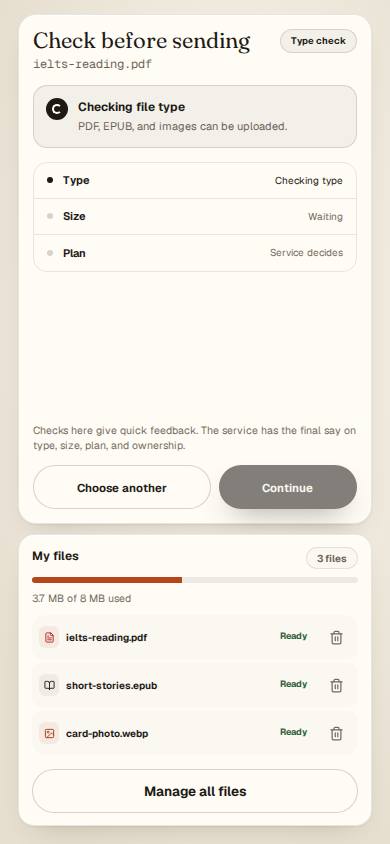 Check before sending
Type check
ielts-reading.pdf
Checking file type
PDF, EPUB, and images can be uploaded.
Type
Checking type
Size
Waiting
Plan
Service decides
Checks here give quick feedback. The service has the final say on
type, size, plan, and ownership.
Choose another
Continue
My files
3 files
3.7 MB of 8 MB used
ielts-reading.pdf
Ready
short-stories.epub
Ready
card-photo.webp
Ready
Manage all files